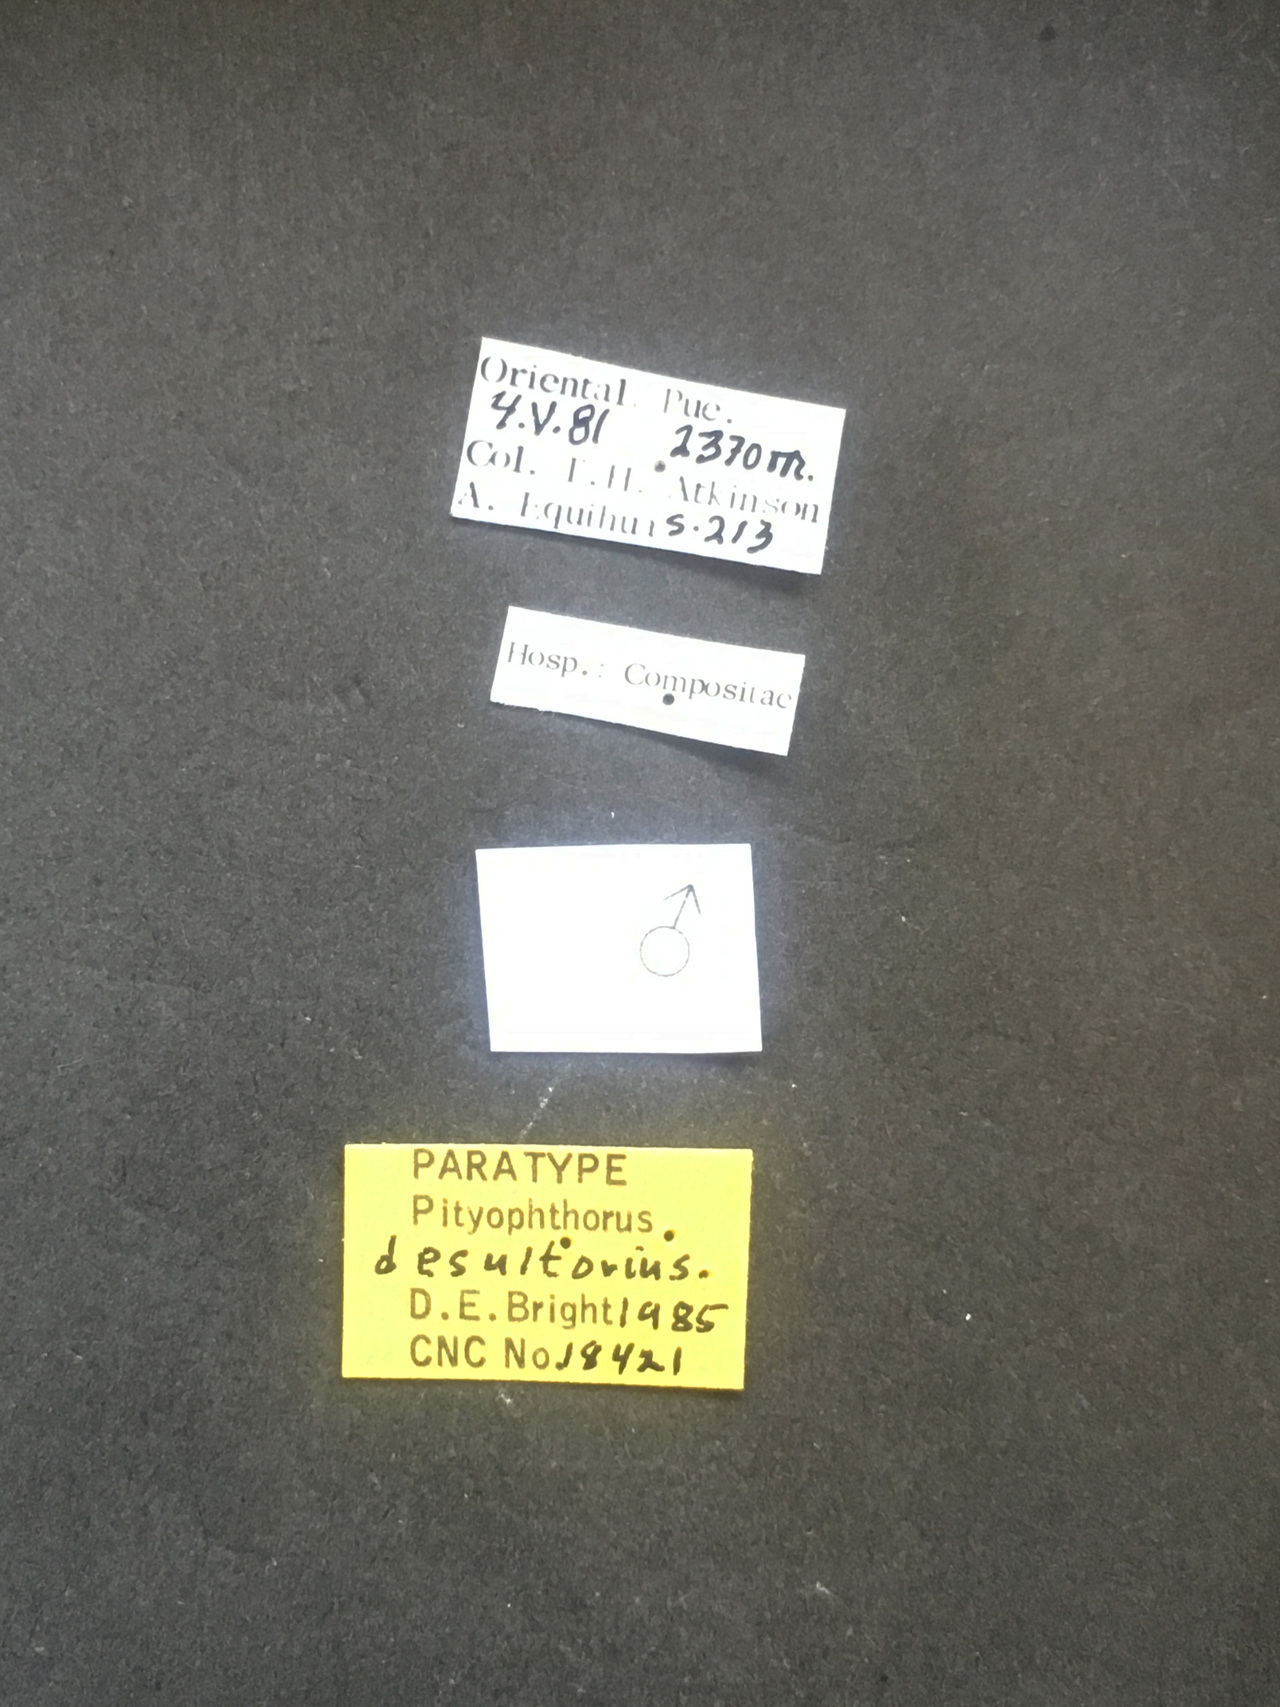 Oriental. Pue.
4.V.81 2370m.
Col. T.H. Atkinson
A. Equihua S.213
Hosp.: Compositae
♂
PARATYPE
Pityophthorus
desultorius.
D.E.Bright 1985
CNC No. 18421